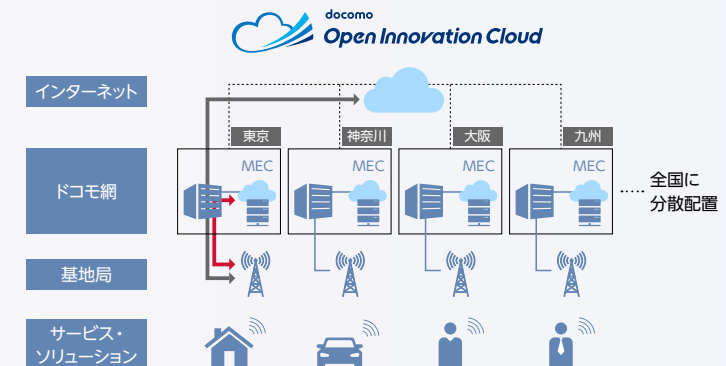 docomo
Open Innovation Cloud
インターネット
東京
神奈川
大阪
九州
ドコモ網
MEC
MEC
MEC
MEC
全国に
分散配置
基地局
サービス・
ソリューション